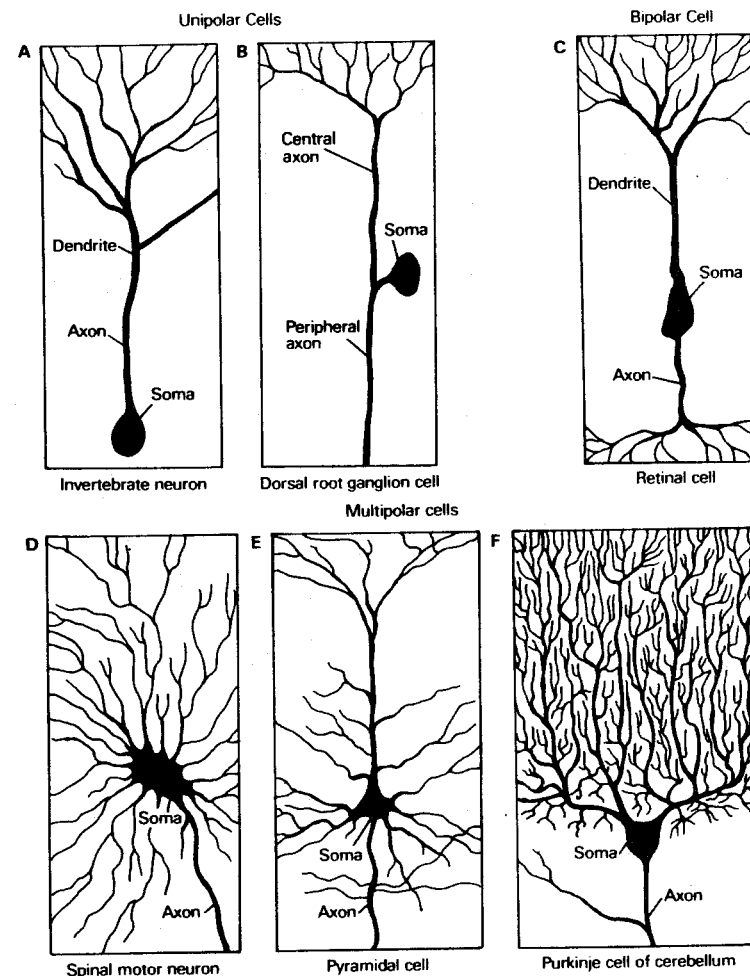 Unipolar Cells
Bipolar Cell
A
B
C
Central
axon
Dendrite
Soma
Dendrite
Soma
Axon
Peripheral
axon
Axon
Soma
Invertebrate neuron
Dorsal root ganglion cell
Retinal cell
Multipolar cells
D
E
F
Soma
Axon
Soma
Axon
Soma
Axon
Spinal motor neuron
Pyramidal cell
Purkinje cell of cerebellum